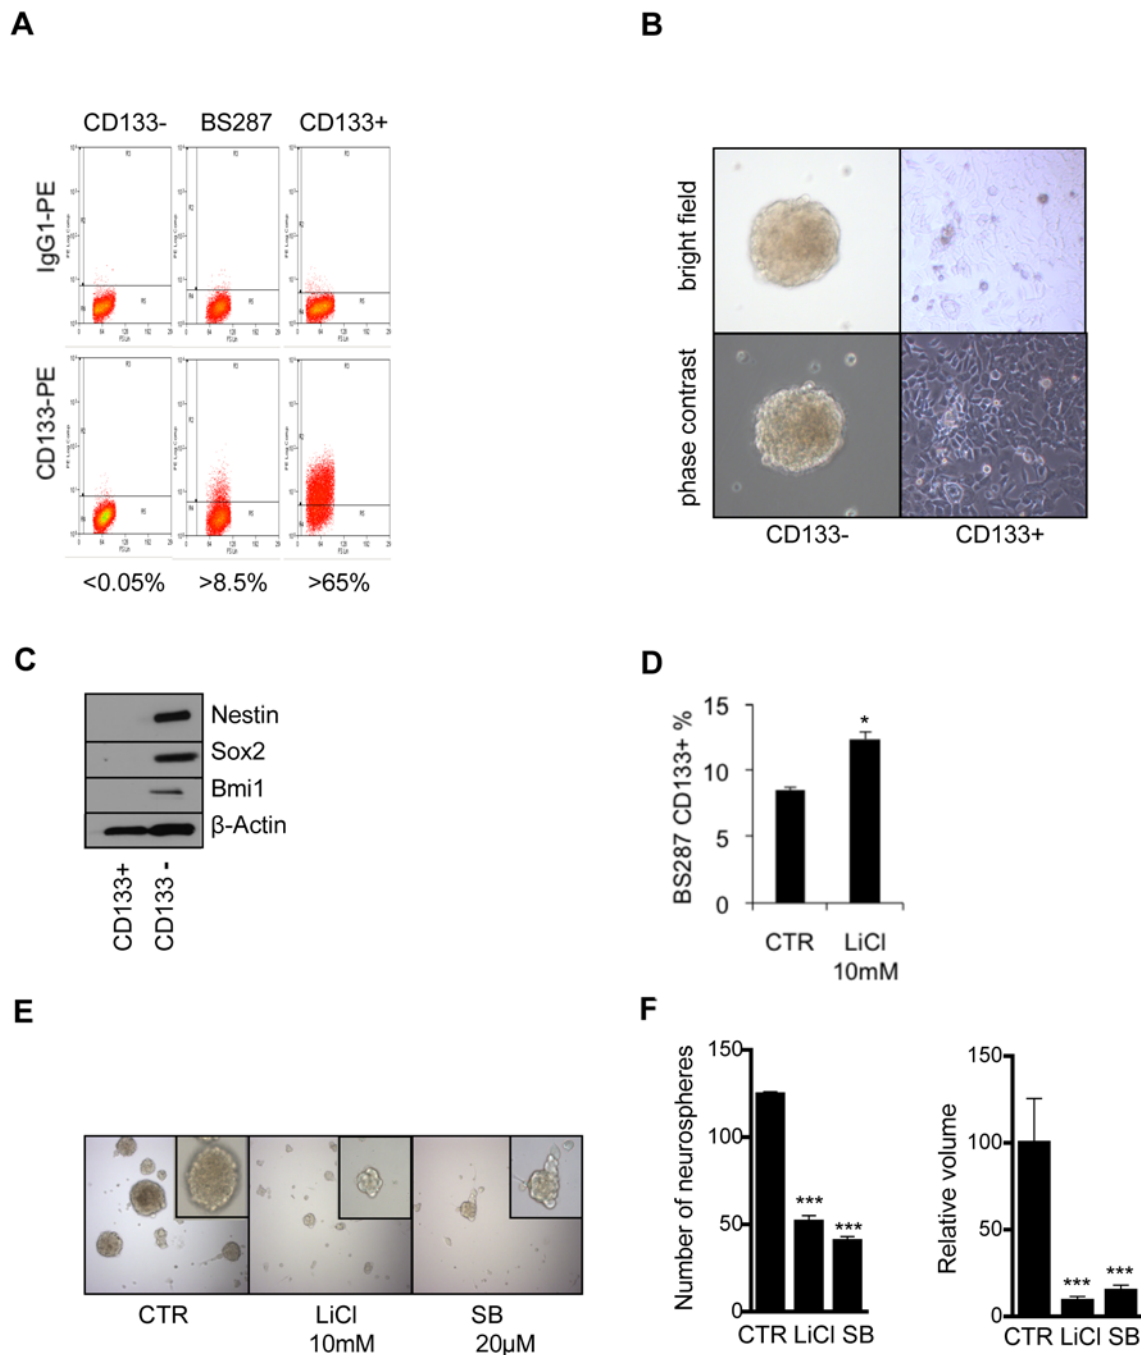 A
B
CD133- BS287 CD133+
IgG1-PE
CD133-PE
<0.05% >8.5% >65%
bright field
phase contrast
CD133- CD133+
C
Nestin
Sox2
Bmi1
β-Actin
CD133+
CD133 -
D
15
10
5
0
BS287 CD133+ %
*
CTR LiCl
10mM
E
CTR LiCl SB
10mM 20µM
F
150
100
50
0
Number of neurospheres
***
***
CTR LiCl SB
150
100
50
0
Relative volume
***
***
CTR LiCl SB